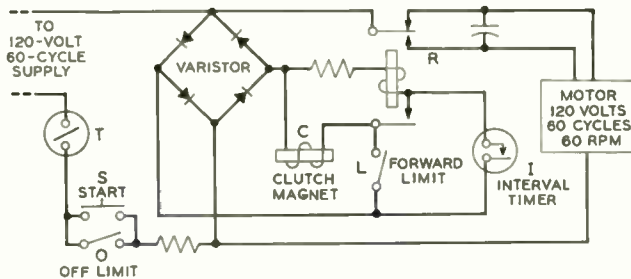 TO
120-VOLT
60-CYCLE
SUPPLY
VARISTOR
R
MOTOR
120 VOLTS
60 CYCLES
60 RPM
T
C
CLUTCH
MAGNET
L
FORWARD
LIMIT
I
INTERVAL
TIMER
S
START
O
OFF LIMIT